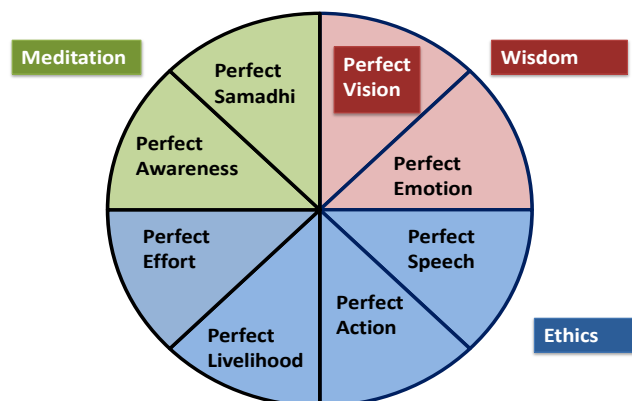 Meditation
Perfect
Samadhi
Perfect
Vision
Wisdom
Perfect
Awareness
Perfect
Emotion
Perfect
Effort
Perfect
Speech
Perfect
Livelihood
Perfect
Action
Ethics